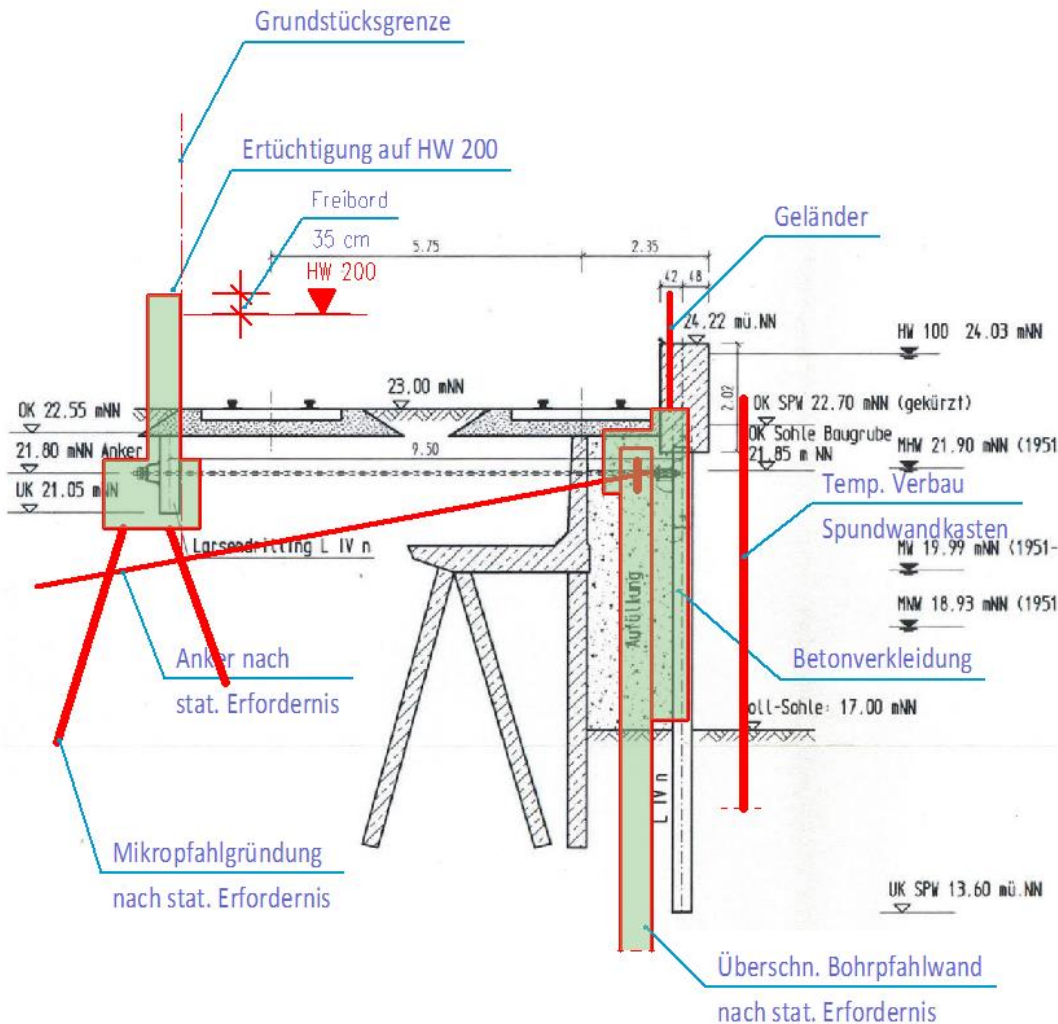 Grundstücksgrenze
Ertüchtigung auf HW 200
Freibord
35 cm
HW 200
5.75
2.35
Geländer
42
48
24,22 mü.NN
HW 100 24.03 mNN
2.02
23,00 mNN
OK 22.55 mNN
OK SPW 22.70 mNN (gekürzt)
OK Sohle Baugrube
21.85 m NN
MHW 21.90 mNN (1951
21.80 mNN Anker
9.50
UK 21.05 mNN
Temp. Verbau
Spundwandkasten
Larsendrilling L IV n
MW 19.99 mNN (1951-
MNW 18.93 mNN (1951
Auffüllung
Anker nach
stat. Erfordernis
Betonverkleidung
oll-Sohle: 17.00 mNN
L IV n
Mikropfahlgründung
nach stat. Erfordernis
UK SPW 13,60 mü.NN
Überschn. Bohrpfahlwand
nach stat. Erfordernis